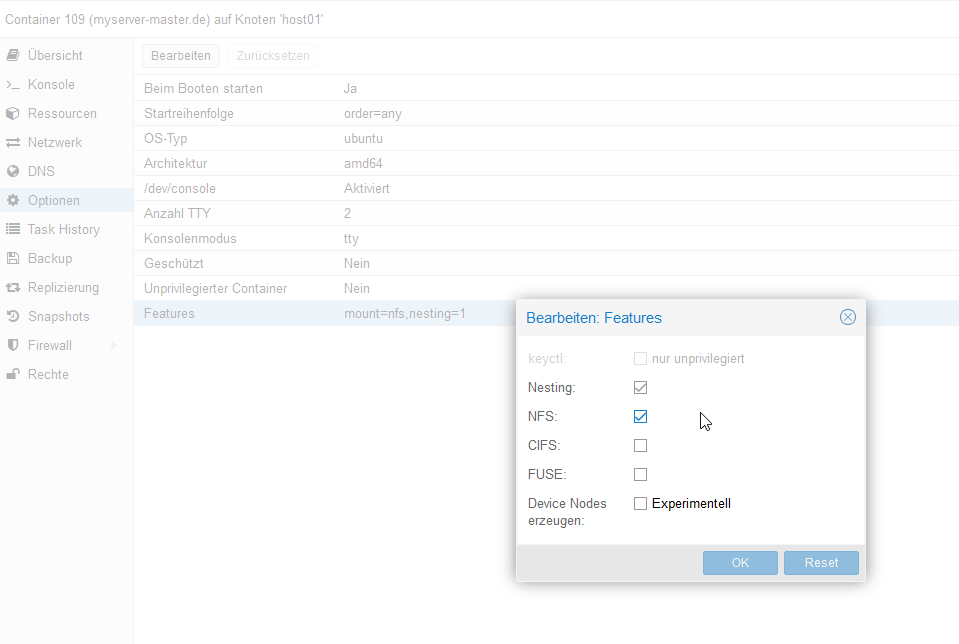 Container 109 (myserver-master.de) auf Knoten 'host01'
Übersicht
Konsole
Ressourcen
Netzwerk
DNS
Optionen
Task History
Backup
Replizierung
Snapshots
Firewall
Rechte
Bearbeiten Zurücksetzen
Beim Booten starten Ja
Startreihenfolge order=any
OS-Typ ubuntu
Architektur amd64
/dev/console Aktiviert
Anzahl TTY 2
Konsolenmodus tty
Geschützt Nein
Unprivilegierter Container Nein
Features mount=nfs,nesting=1
Bearbeiten: Features
keyctl: nur unprivilegiert
Nesting:
NFS:
CIFS:
FUSE:
Device Nodes Experimentell
erzeugen:
OK Reset